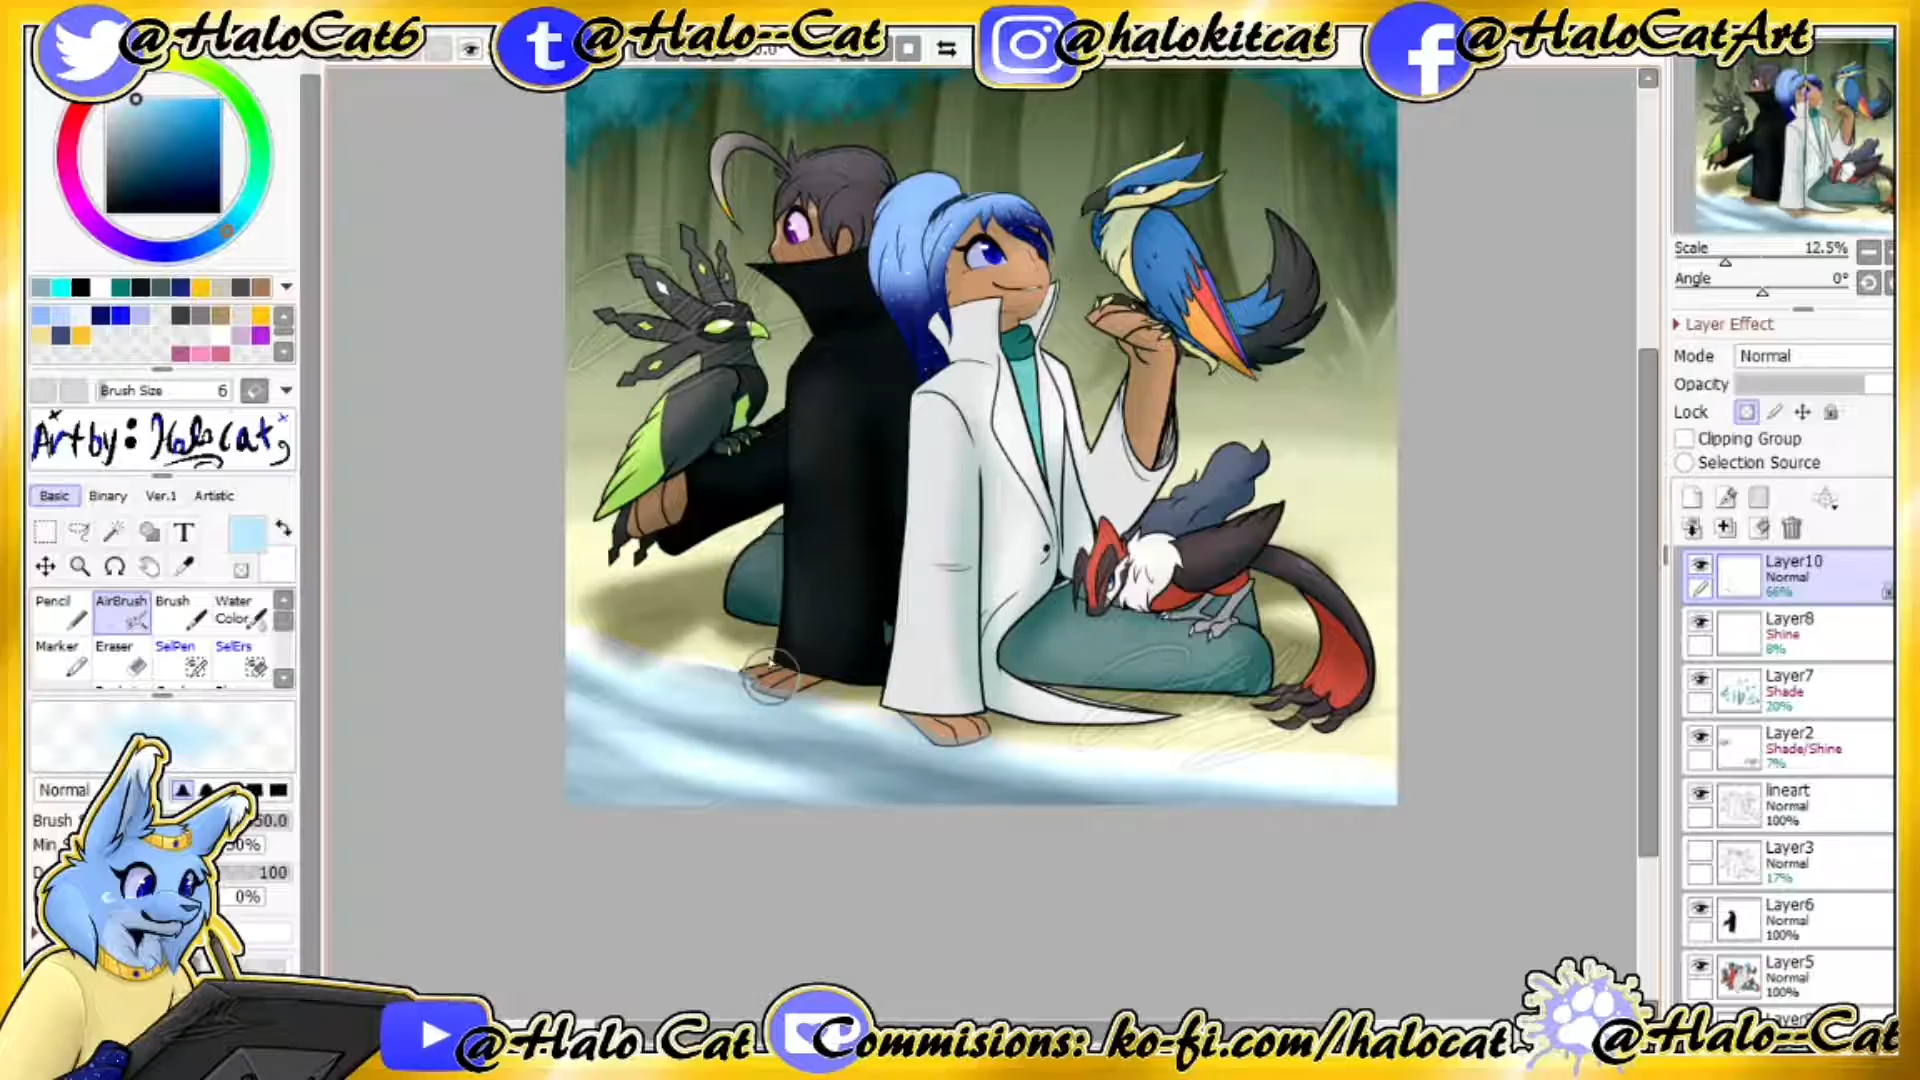 @HaloCat6
@Halo--Cat
@halokitcat
@HaloCatArt
Scale 12.5%
Angle 0°
Layer Effect
Mode Normal
Opacity
Lock
Clipping Group
Selection Source
Brush Size 6
Art by: Halo Cat
Basic Binary Ver.1 Artistic
T
Pencil AirBrush Brush Water Color
Marker Eraser SelPen SelErs
Normal
Brush
100
0%
Layer10
Normal
66%
Layer8
Shine
8%
Layer7
Shade
20%
Layer2
Shade/Shine
7%
lineart
Normal
100%
Layer3
Normal
17%
Layer6
Normal
100%
Layer5
Normal
100%
@Halo Cat
Commisions: ko-fi.com/halocat
@Halo--Cat